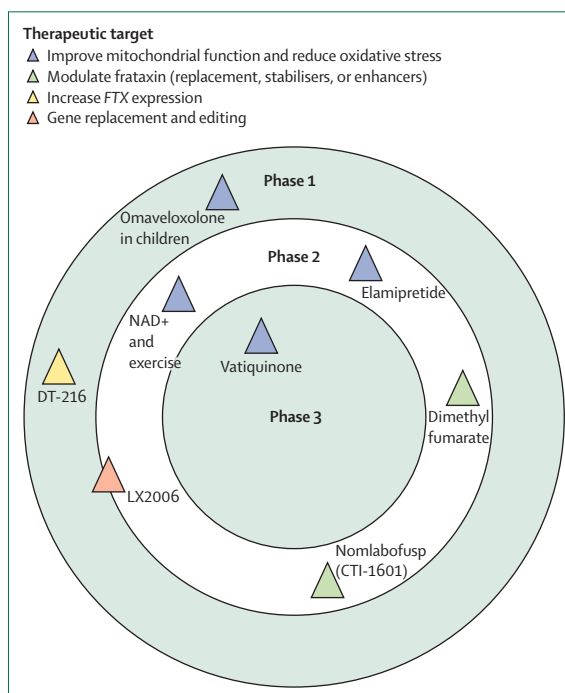 Therapeutic target
Improve mitochondrial function and reduce oxidative stress
Modulate frataxin (replacement, stabilisers, or enhancers)
Increase FTX expression
Gene replacement and editing
Phase 1
Omaveloxolone
in children
Phase 2
Elamipretide
NAD+
and
exercise
Vatiquinone
DT-216
Phase 3
Dimethyl
fumarate
LX2006
Nomlabofusp
(CTI-1601)